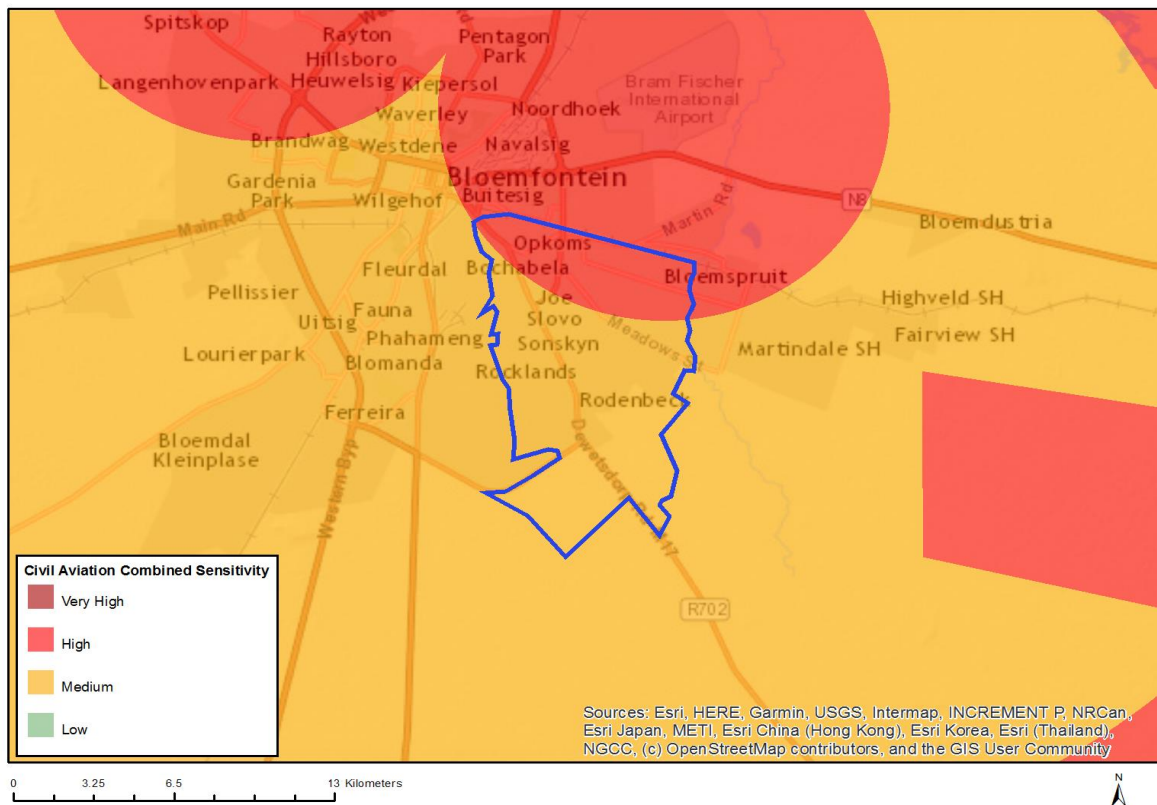 Spitskop
Rayton
Hillsboro
Pentagon
Park
Langenhovenpark
Heuwelsig
Kiepersol
Bram Fischer
International
Airport
Waverley
Noordhoek
Brandwag
Westdene
Navalsig
Gardenia
Park
Bloemfontein
Wilgehof
Buitesig
Martin Rd
N8
Main Rd
Bloemdustria
Opkoms
Fleurdal
Bochabela
Bloemspruit
Pellissier
Fauna
Joe
Slovo
Highveld SH
Uitsig
Phahameng
Sonskyn
Meadows St
Fairview SH
Lourierpark
Blomanda
Martindale SH
Rocklands
Rodenbeck
Ferreira
Bloemdal
Kleinplase
Dewetsdorp Rd M17
Western Byp
R702
Civil Aviation Combined Sensitivity
Very High
High
Medium
Low
Sources: Esri, HERE, Garmin, USGS, Intermap, INCREMENT P, NRCan,
Esri Japan, METI, Esri China (Hong Kong), Esri Korea, Esri (Thailand),
NGCC, (c) OpenStreetMap contributors, and the GIS User Community
0 3.25 6.5 13 Kilometers
N